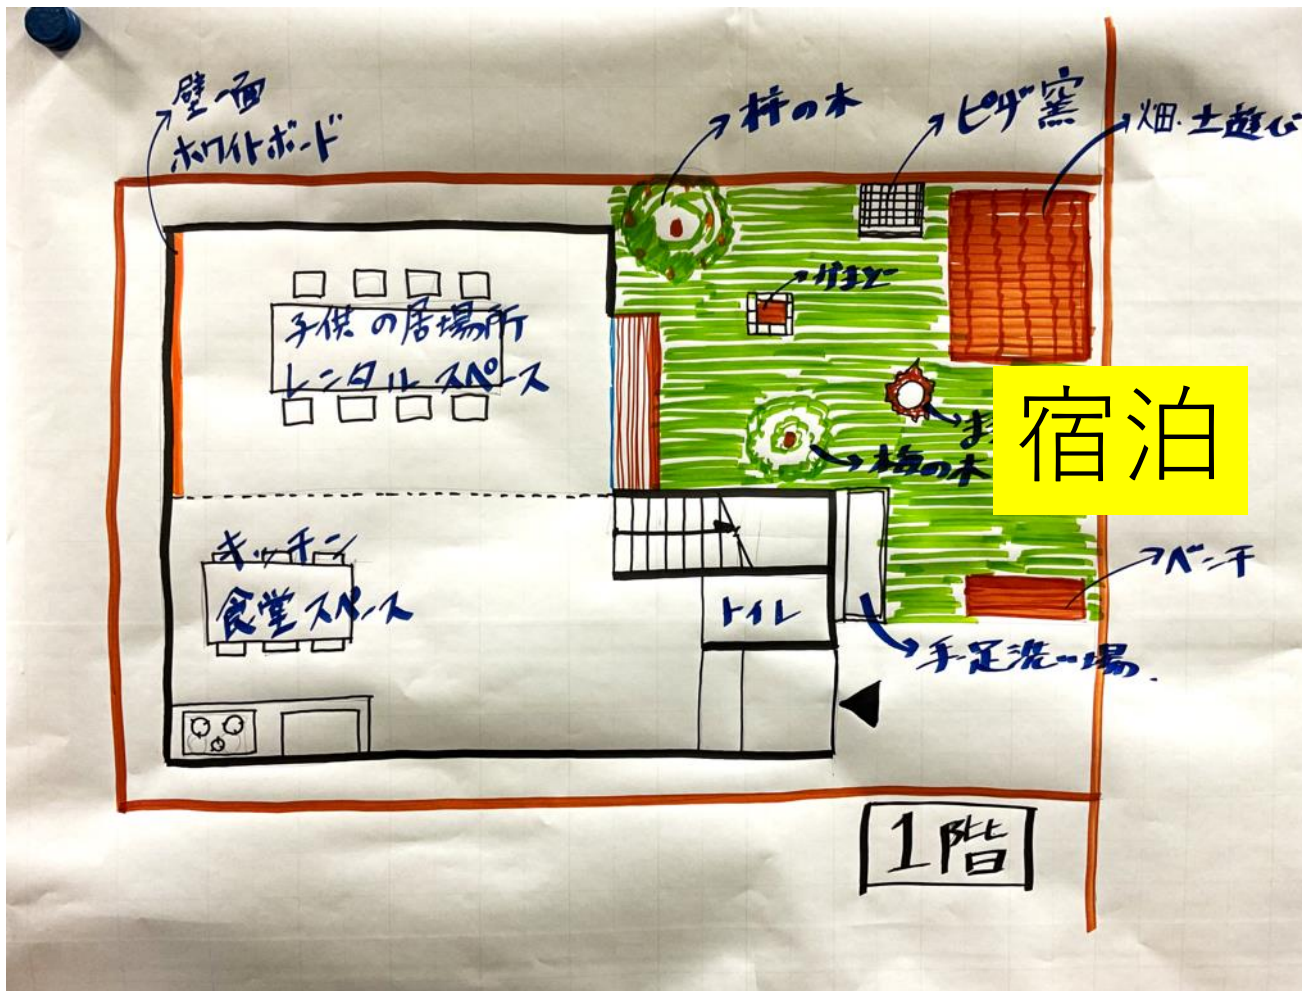 壁一面
ホワイトボード
柿の木
ピザ窯
畑・土遊び
かまど
子供の居場所
レンタルスペース
宿泊
梅の木
キッチン
食堂スペース
トイレ
ベンチ
手足洗い場.
1階